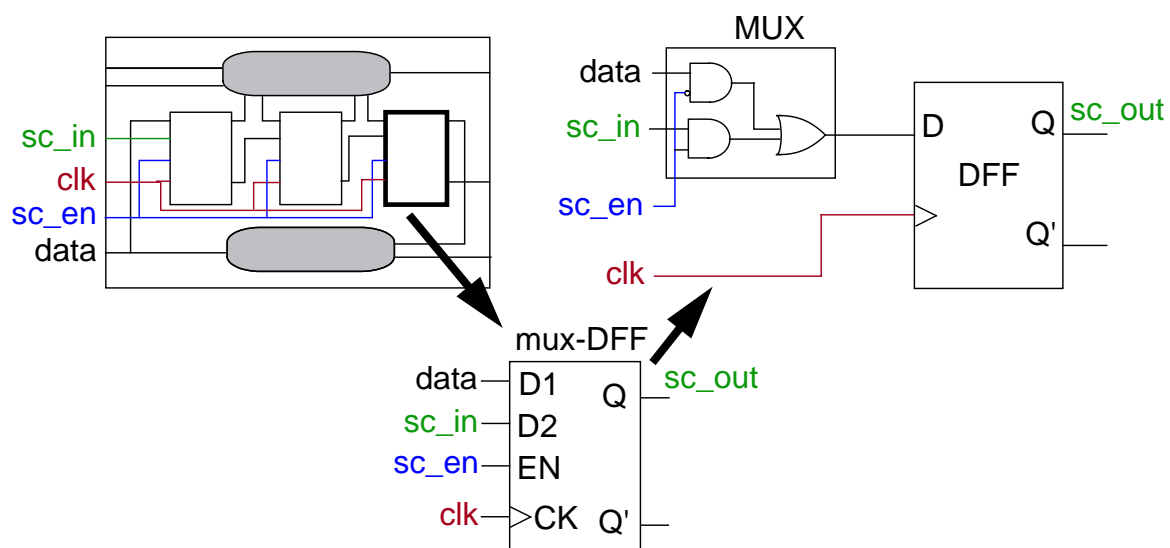 sc_in
clk
sc_en
data
MUX
data
sc_in
sc_en
clk
D
Q
DFF
Q'
sc_out
mux-DFF
data
D1
sc_in
D2
sc_en
EN
clk
CK
Q
Q'
sc_out